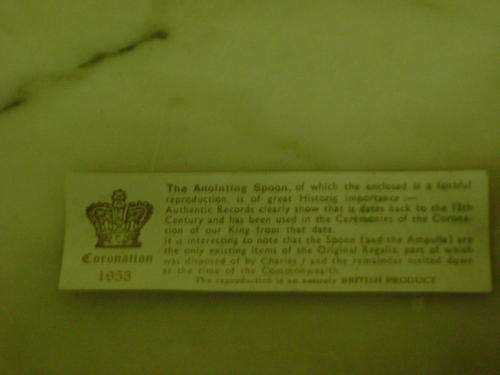 The Anointing Spoon, of which the enclosed is a faithful
reproduction, is of great Historic importance —
Authentic Records clearly show that it dates back to the 12th
Century and has been used in the Ceremonies of the Corona-
tion of our King from that date.
It is interesting to note that the Spoon (and the Ampulla) are
the only existing items of the Original Regalia, part of which
was disposed of by Charles I and the remainder melted down
at the time of the Commonwealth.
The reproduction is an entirely BRITISH PRODUCT
Coronation
1953